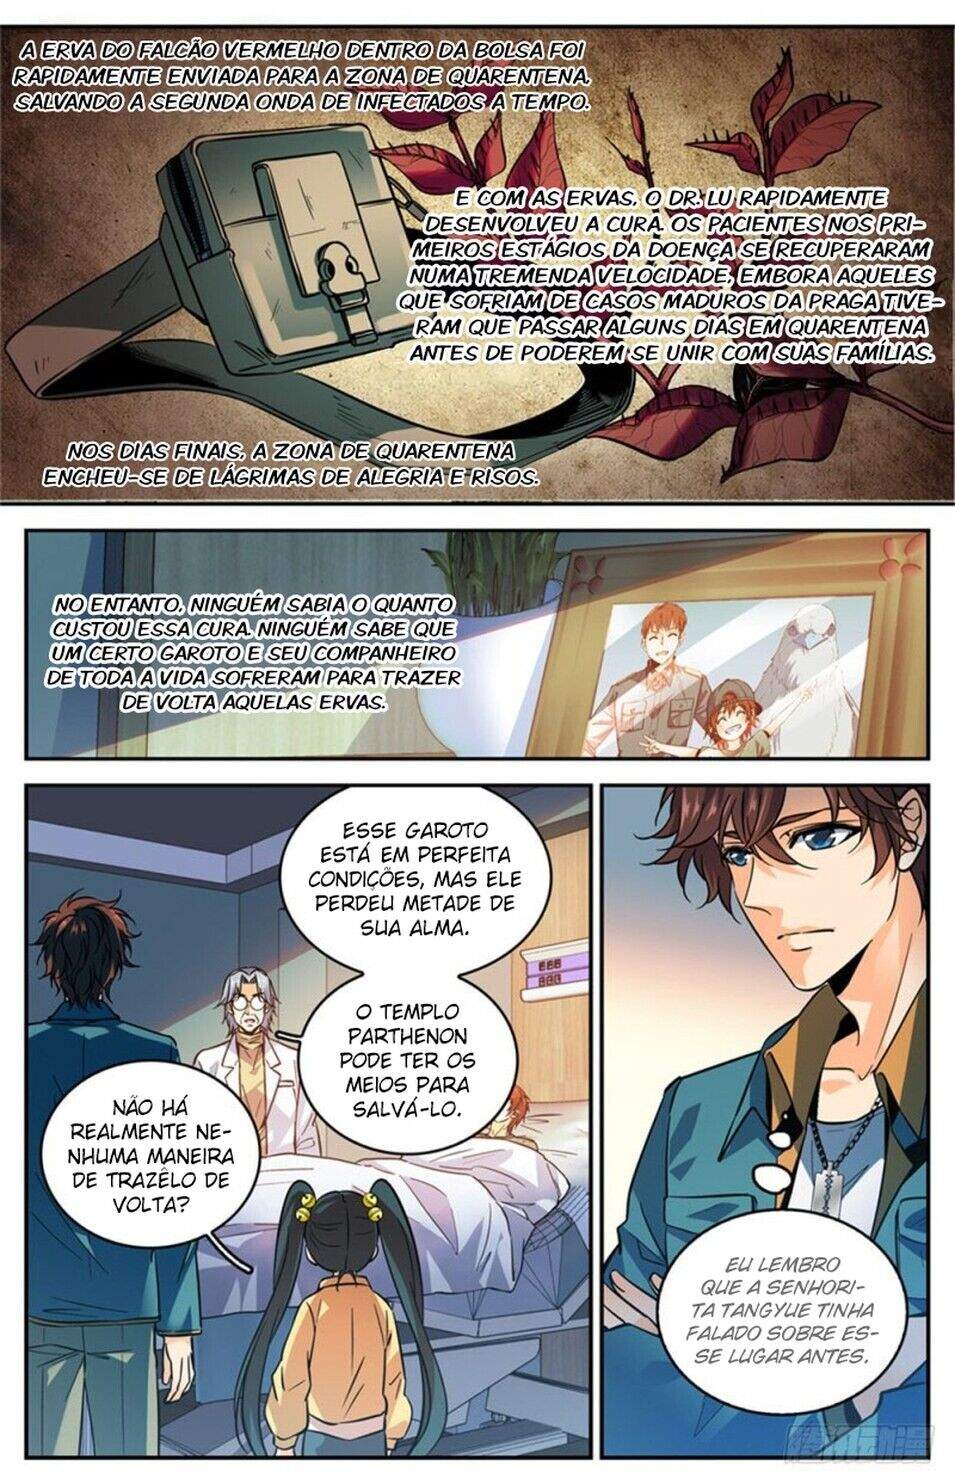 A ERVA DO FALCÃO VERMELHO DENTRO DA BOLSA FOI
RAPIDAMENTE ENVIADA PARA A ZONA DE QUARENTENA,
SALVANDO A SEGUNDA ONDA DE INFECTADOS A TEMPO.
E COM AS ERVAS, O DR. LU RAPIDAMENTE
DESENVOLVEU A CURA. OS PACIENTES NOS PRI-
MEIROS ESTÁGIOS DA DOENÇA SE RECUPERARAM
NUMA TREMENDA VELOCIDADE, EMBORA AQUELES
QUE SOFRIAM DE CASOS MADUROS DA PRAGA TIVE-
RAM QUE PASSAR ALGUNS DIAS EM QUARENTENA
ANTES DE PODEREM SE UNIR COM SUAS FAMÍLIAS.
NOS DIAS FINAIS, A ZONA DE QUARENTENA
ENCHEU-SE DE LÁGRIMAS DE ALEGRIA E RISOS.
NO ENTANTO, NINGUÉM SABIA O QUANTO
CUSTOU ESSA CURA. NINGUÉM SABE QUE
UM CERTO GAROTO E SEU COMPANHEIRO
DE TODA A VIDA SOFRERAM PARA TRAZER
DE VOLTA AQUELAS ERVAS.
ESSE GAROTO
ESTÁ EM PERFEITA
CONDIÇÕES, MAS ELE
PERDEU METADE DE
SUA ALMA.
O TEMPLO
PARTHENON
PODE TER OS
MEIOS PARA
SALVÁ-LO.
NÃO HÁ
REALMENTE NE-
NHUMA MANEIRA
DE TRAZÊLO DE
VOLTA?
EU LEMBRO
QUE A SENHORI-
TA TANGYUE TINHA
FALADO SOBRE ES-
SE LUGAR ANTES.